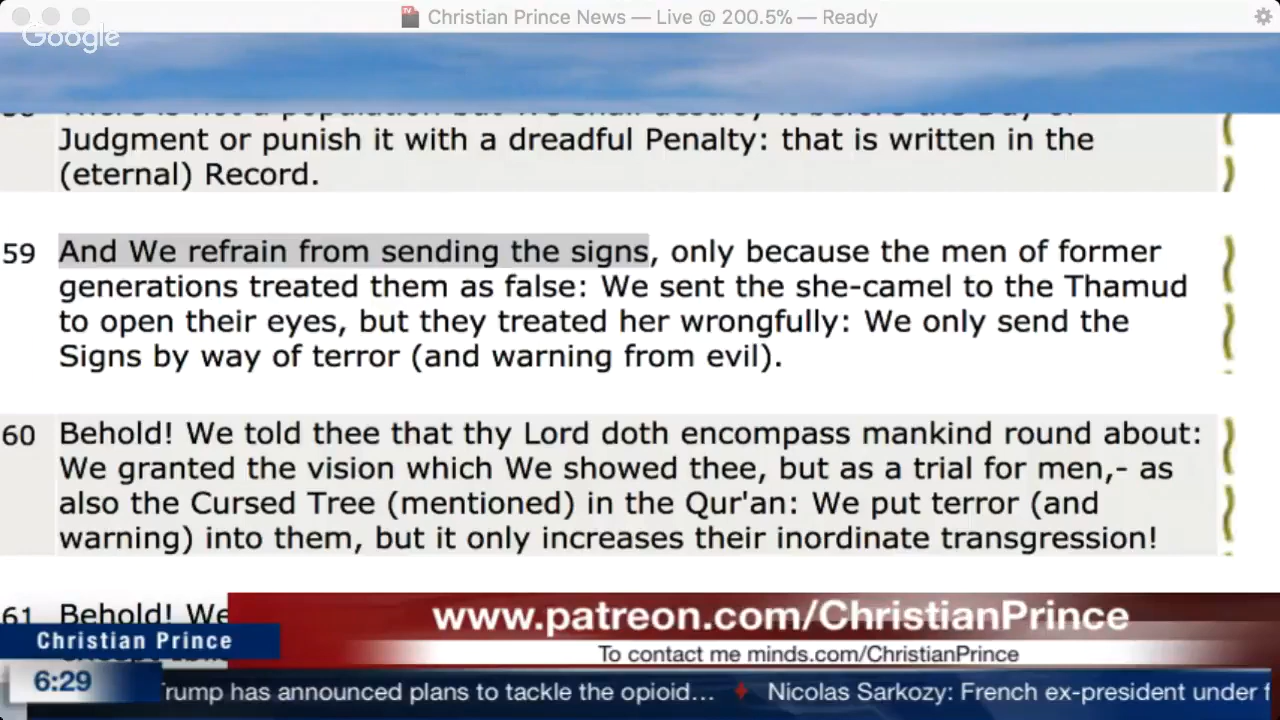 Christian Prince News — Live @ 200.5% — Ready
Google
Judgment or punish it with a dreadful Penalty: that is written in the
(eternal) Record.
59 And We refrain from sending the signs, only because the men of former
generations treated them as false: We sent the she-camel to the Thamud
to open their eyes, but they treated her wrongfully: We only send the
Signs by way of terror (and warning from evil).
60 Behold! We told thee that thy Lord doth encompass mankind round about:
We granted the vision which We showed thee, but as a trial for men,- as
also the Cursed Tree (mentioned) in the Qur'an: We put terror (and
warning) into them, but it only increases their inordinate transgression!
61 Behold! We
www.patreon.com/ChristianPrince
Christian Prince
To contact me minds.com/ChristianPrince
6:29
Trump has announced plans to tackle the opioid... ♦ Nicolas Sarkozy: French ex-president under f